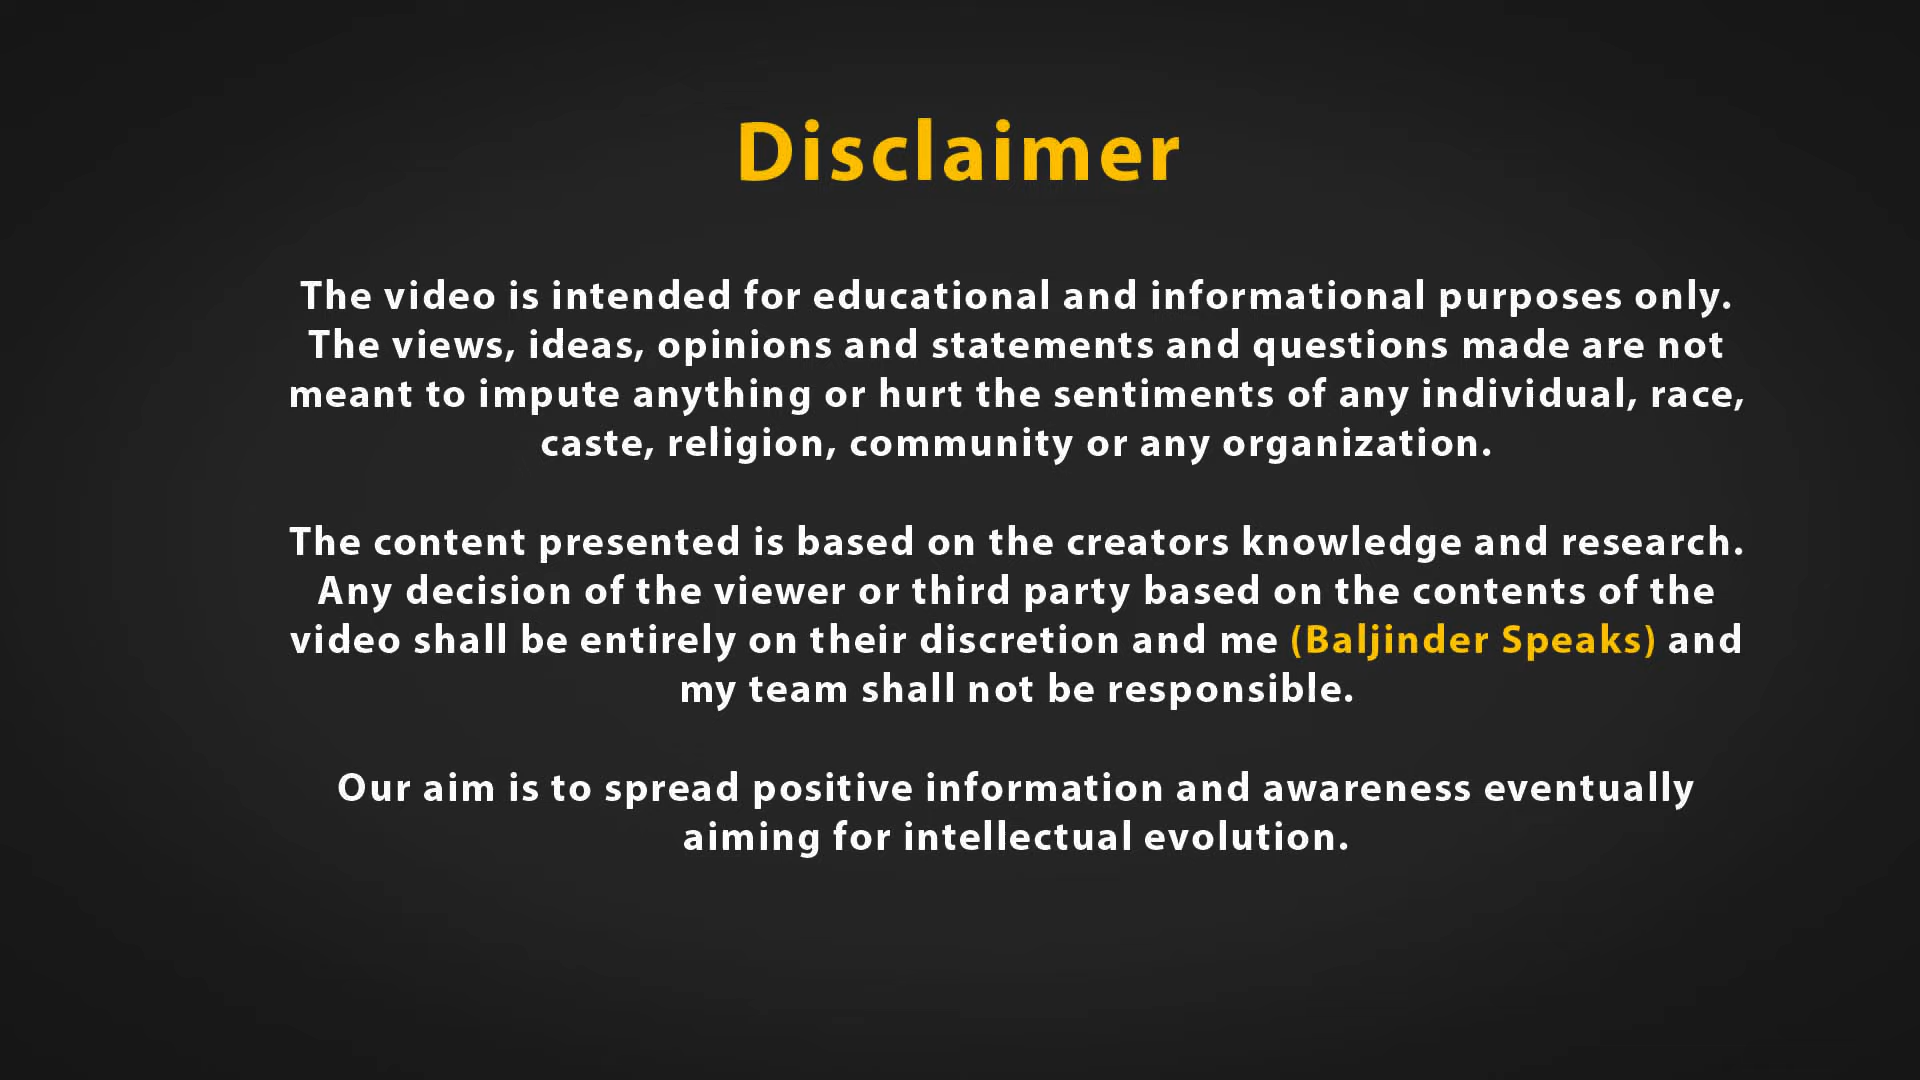 Disclaimer
The video is intended for educational and informational purposes only.
The views, ideas, opinions and statements and questions made are not
meant to impute anything or hurt the sentiments of any individual, race,
caste, religion, community or any organization.
The content presented is based on the creators knowledge and research.
Any decision of the viewer or third party based on the contents of the
video shall be entirely on their discretion and me (Baljinder Speaks) and
my team shall not be responsible.
Our aim is to spread positive information and awareness eventually
aiming for intellectual evolution.